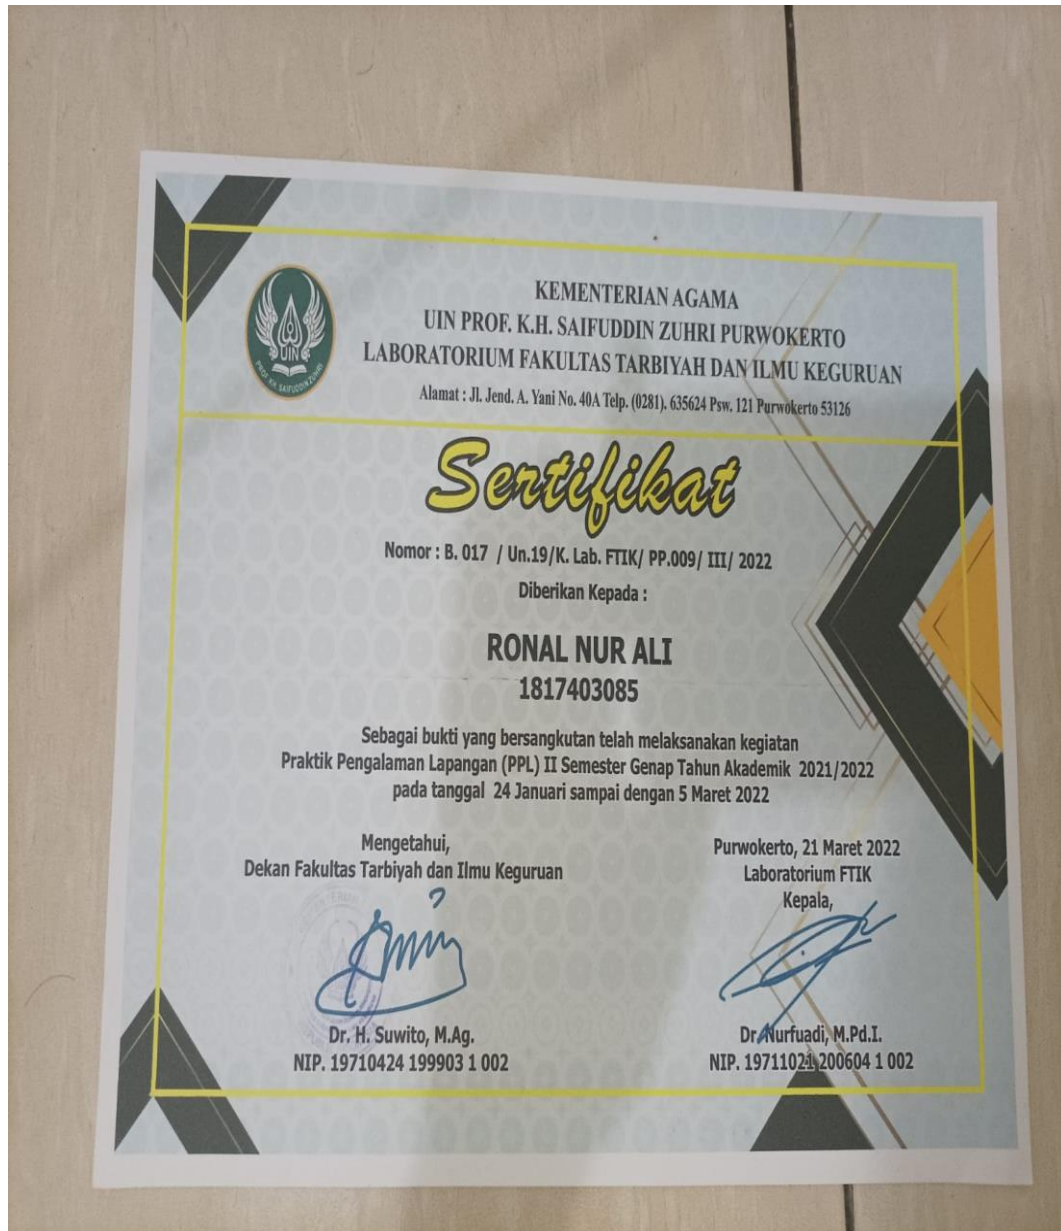 KEMENTERIAN AGAMA
UIN PROF. K.H. SAIFUDDIN ZUHRI PURWOKERTO
LABORATORIUM FAKULTAS TARBIYAH DAN ILMU KEGURUAN
Alamat : Jl. Jend. A. Yani No. 40A Telp. (0281). 635624 Psw. 121 Purwokerto 53126
UIN
PROF. KH. SAIFUDDIN ZUHRI
Sertifikat
Nomor : B. 017 / Un.19/K. Lab. FTIK/ PP.009/ III/ 2022
Diberikan Kepada :
RONAL NUR ALI
1817403085
Sebagai bukti yang bersangkutan telah melaksanakan kegiatan
Praktik Pengalaman Lapangan (PPL) II Semester Genap Tahun Akademik 2021/2022
pada tanggal 24 Januari sampai dengan 5 Maret 2022
Mengetahui,
Dekan Fakultas Tarbiyah dan Ilmu Keguruan
Dr. H. Suwito, M.Ag.
NIP. 19710424 199903 1 002
Purwokerto, 21 Maret 2022
Laboratorium FTIK
Kepala,
Dr. Nurfuadi, M.Pd.I.
NIP. 19711021 200604 1 002